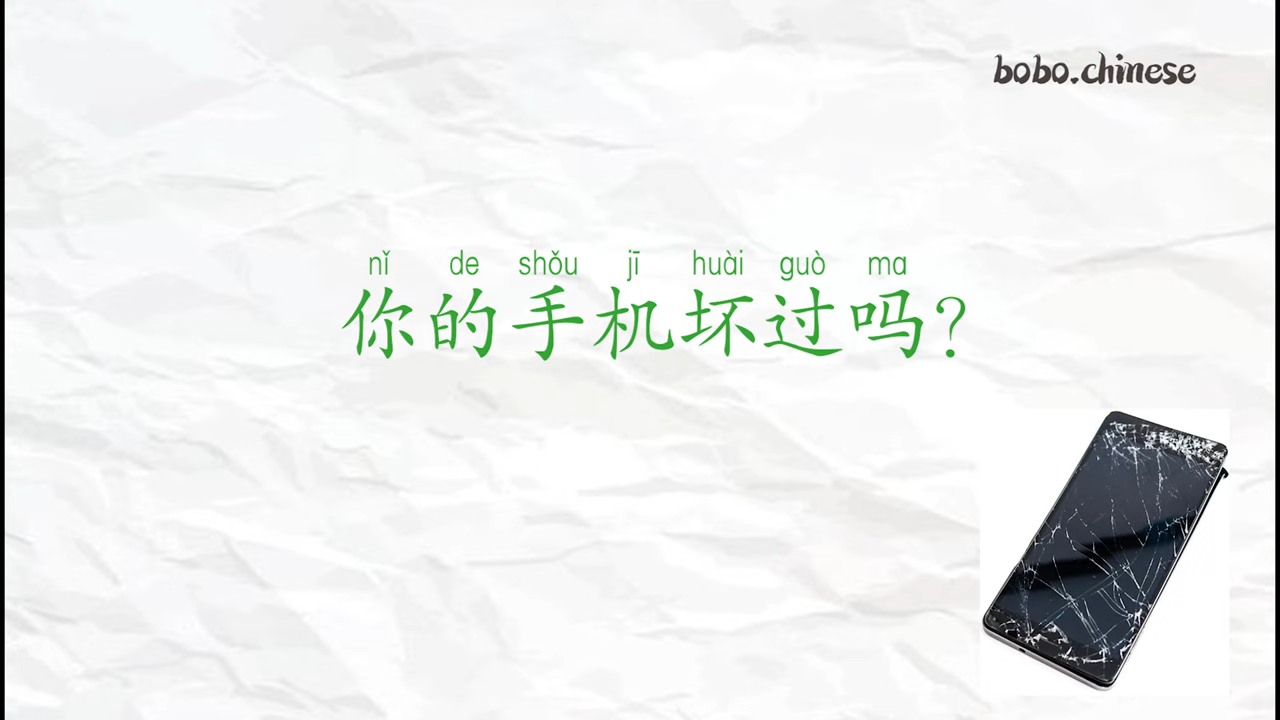 bobo.chinese
nǐ de shǒu jī huài guò ma
你的手机坏过吗?